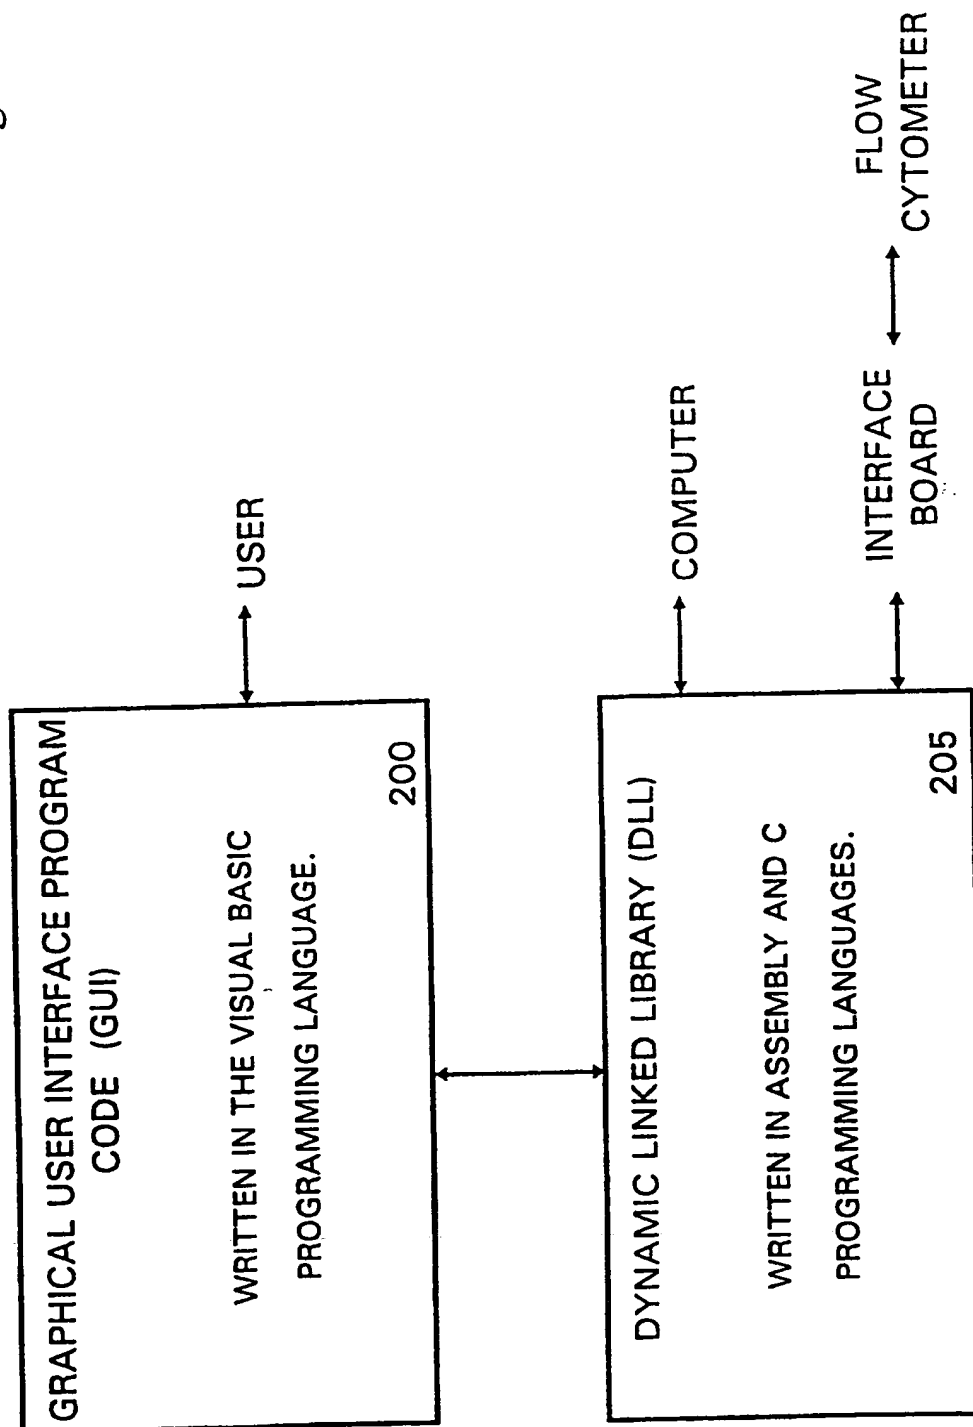 GRAPHICAL USER INTERFACE PROGRAM
CODE (GUI)
WRITTEN IN THE VISUAL BASIC
PROGRAMMING LANGUAGE.
200
USER
DYNAMIC LINKED LIBRARY (DLL)
WRITTEN IN ASSEMBLY AND C
PROGRAMMING LANGUAGES.
205
COMPUTER
INTERFACE
BOARD
FLOW
CYTOMETER